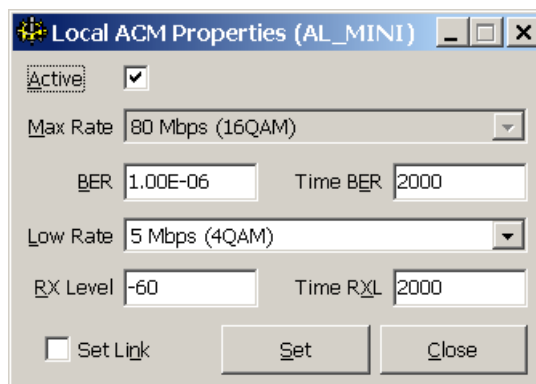 Local ACM Properties (AL_MINI)
Active
Max Rate 80 Mbps (16QAM)
BER 1.00E-06 Time BER 2000
Low Rate 5 Mbps (4QAM)
RX Level -60 Time RXL 2000
Set Link Set Close